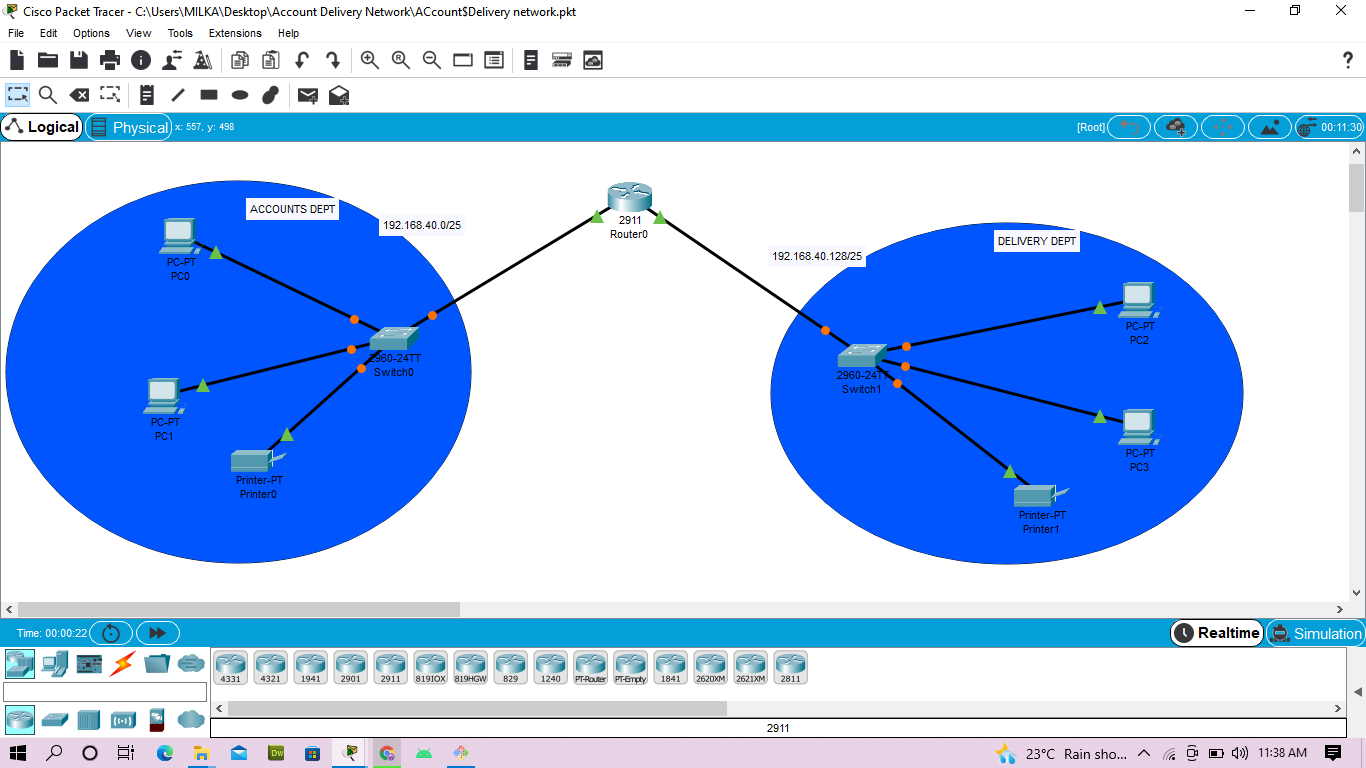 Cisco Packet Tracer - C:\Users\MILKA\Desktop\Account Delivery Network\ACcount$Delivery network.pkt
File Edit Options View Tools Extensions Help
Logical Physical x: 557, y: 498 [Root] 00:11:30
ACCOUNTS DEPT
192.168.40.0/25
2911
Router0
DELIVERY DEPT
192.168.40.128/25
PC-PT
PC0
2960-24TT
Switch0
PC-PT
PC1
Printer-PT
Printer0
PC-PT
PC2
2960-24TT
Switch1
PC-PT
PC3
Printer-PT
Printer1
Time: 00:00:22 Realtime Simulation
4331 4321 1941 2901 2911 819IOX 819HGW 829 1240 PT-Router PT-Empty 1841 2620XM 2621XM 2811
2911
Dw 23°C Rain sho... 11:38 AM